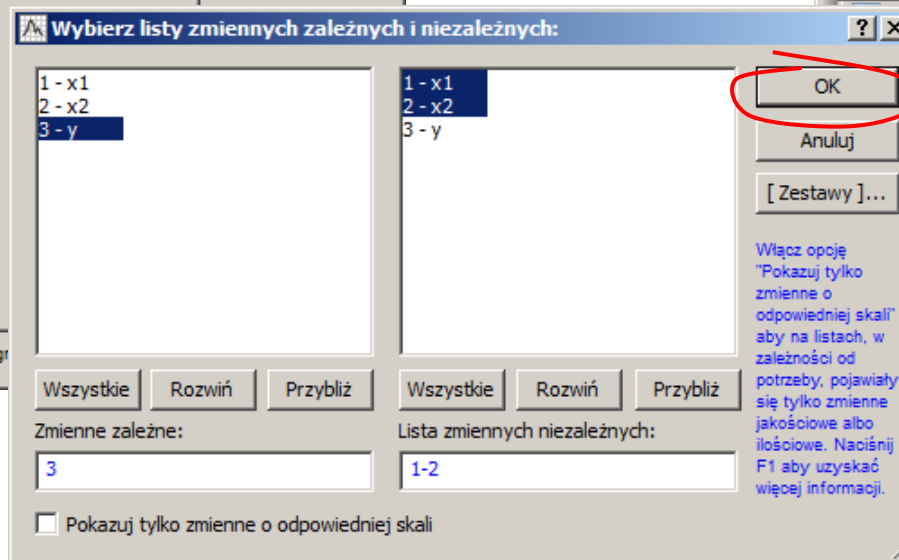 Wybierz listy zmiennych zależnych i niezależnych:
1 - x1
2 - x2
3 - y
1 - x1
2 - x2
3 - y
OK
Anuluj
[ Zestawy ]...
Włącz opcję
"Pokazuj tylko
zmienne o
odpowiedniej skali"
aby na listach, w
zależności od
potrzeby, pojawiały
się tylko zmienne
jakościowe albo
ilościowe. Naciśnij
F1 aby uzyskać
więcej informacji.
Wszystkie Rozwiń Przybliż
Wszystkie Rozwiń Przybliż
Zmienne zależne:
3
Lista zmiennych niezależnych:
1-2
Pokazuj tylko zmienne o odpowiedniej skali